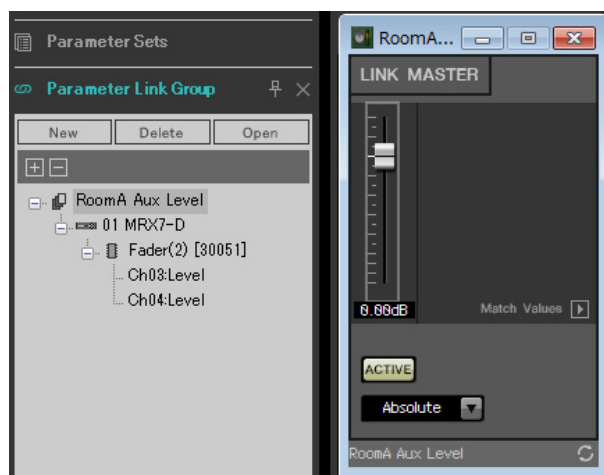 Parameter Sets
Parameter Link Group
New Delete Open
RoomA Aux Level
01 MRX7-D
Fader(2) [30051]
Ch03:Level
Ch04:Level
RoomA...
LINK MASTER
0.00dB
Match Values
ACTIVE
Absolute
RoomA Aux Level